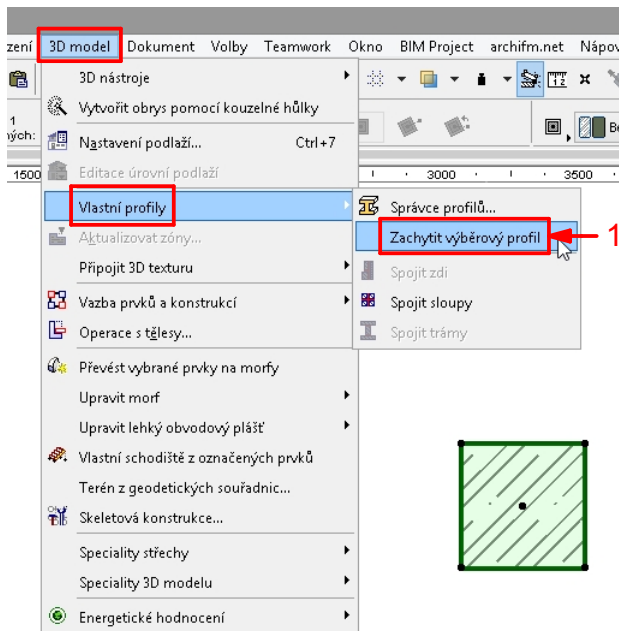 zení 3D model Dokument Volby Teamwork Okno BIM Project archifm.net Nápov
3D nástroje
Vytvořit obrys pomocí kouzelné hůlky
1
ných:
Nastavení podlaží... Ctrl+7
Be
Editace úrovní podlaží
1500 3000 3500
Vlastní profily
Správce profilů...
Aktualizovat zóny...
Zachytit výběrový profil 1
Připojit 3D texturu
Spojit zdi
Vazba prvků a konstrukcí
Spojit sloupy
Operace s tělesy...
Spojit trámy
Převést vybrané prvky na morfy
Upravit morf
Upravit lehký obvodový plášť
Vlastní schodiště z označených prvků
Terén z geodetických souřadnic...
Skeletová konstrukce...
Speciality střechy
Speciality 3D modelu
Energetické hodnocení